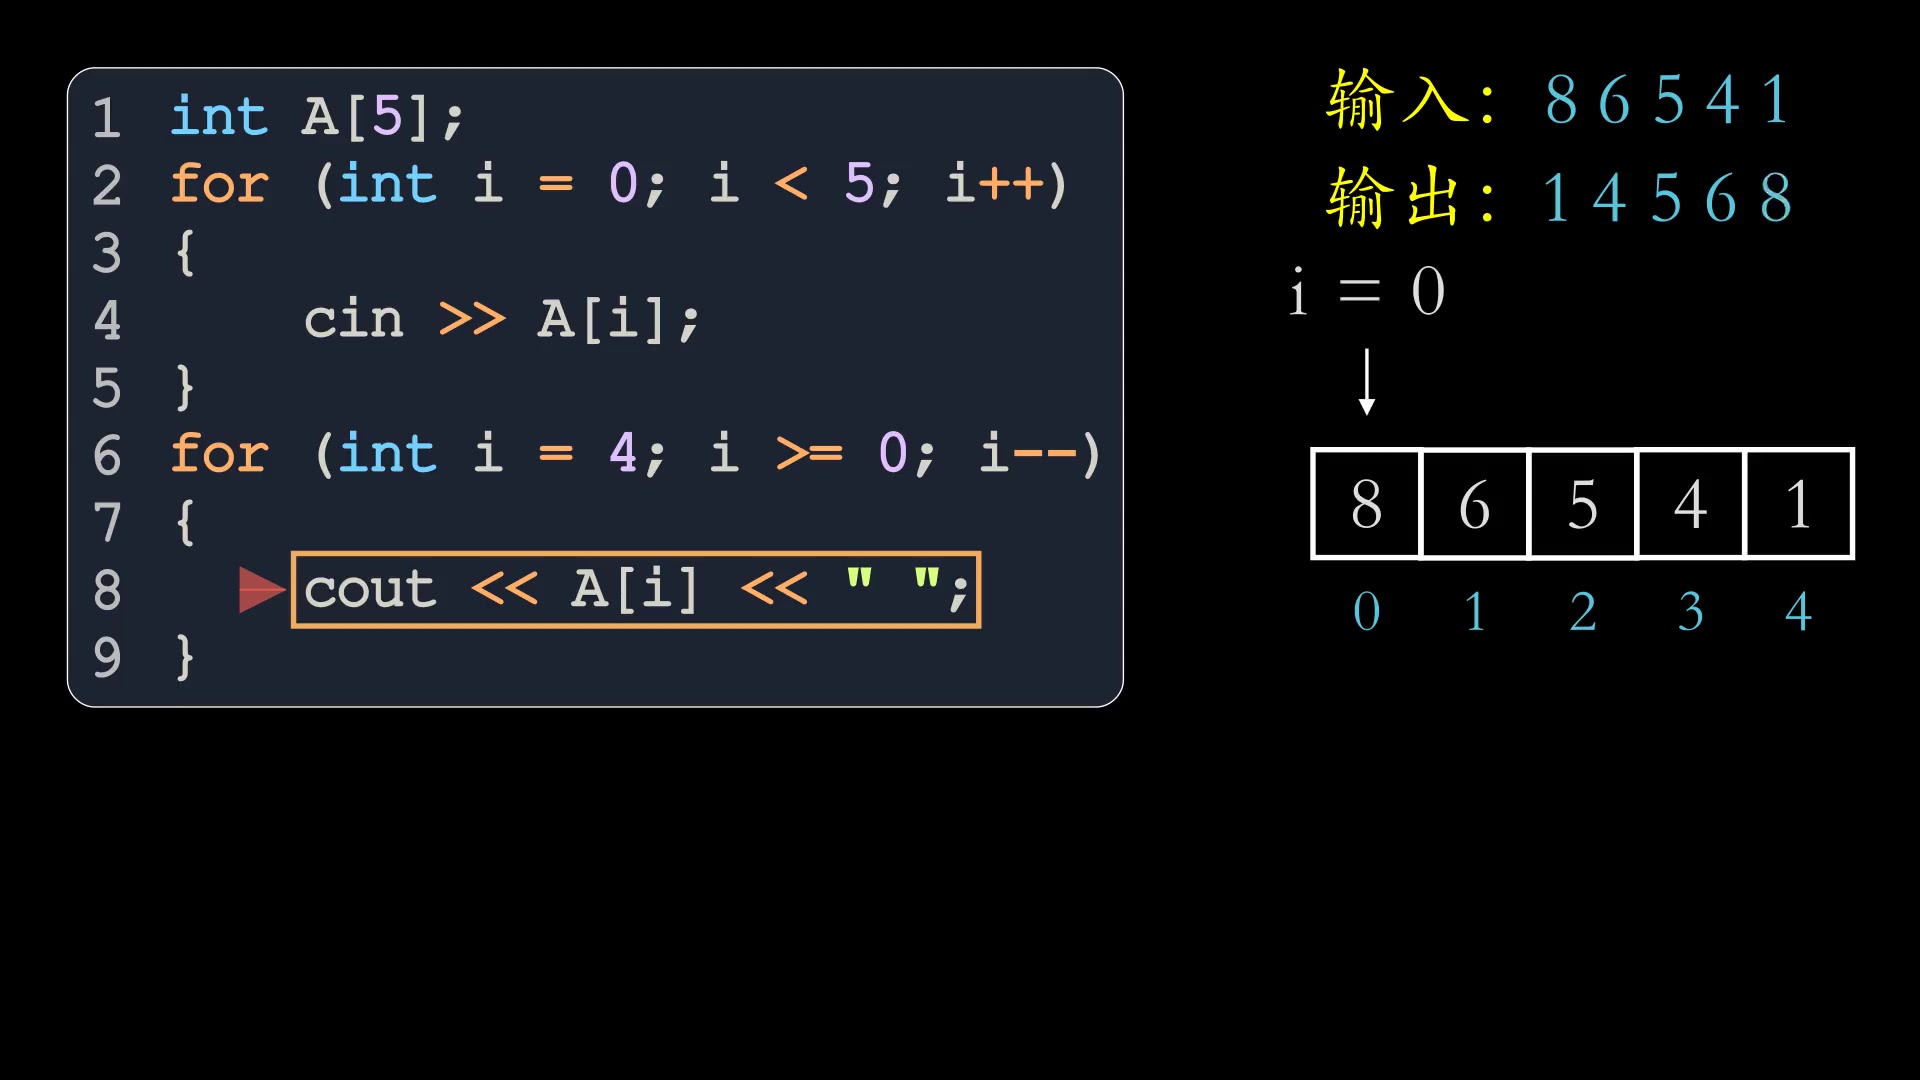 1 int A[5];
2 for (int i = 0; i < 5; i++)
3 {
4     cin >> A[i];
5 }
6 for (int i = 4; i >= 0; i--)
7 {
8     cout << A[i] << " ";
9 }
输入: 8 6 5 4 1
输出: 1 4 5 6 8
i = 0
8 6 5 4 1
0 1 2 3 4